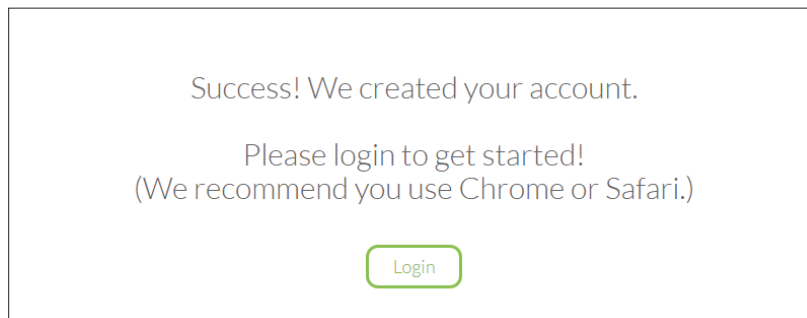 Success! We created your account.
Please login to get started!
(We recommend you use Chrome or Safari.)
Login